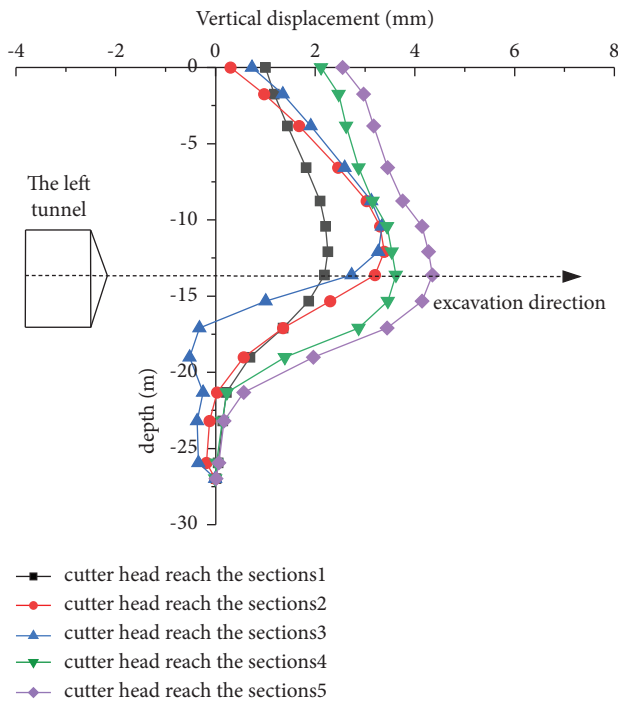 Vertical displacement (mm)
-4 -2 0 2 4 6 8
0
-5
The left
tunnel
-10
excavation direction
-15
-20
depth (m)
-25
-30
cutter head reach the sections1
cutter head reach the sections2
cutter head reach the sections3
cutter head reach the sections4
cutter head reach the sections5